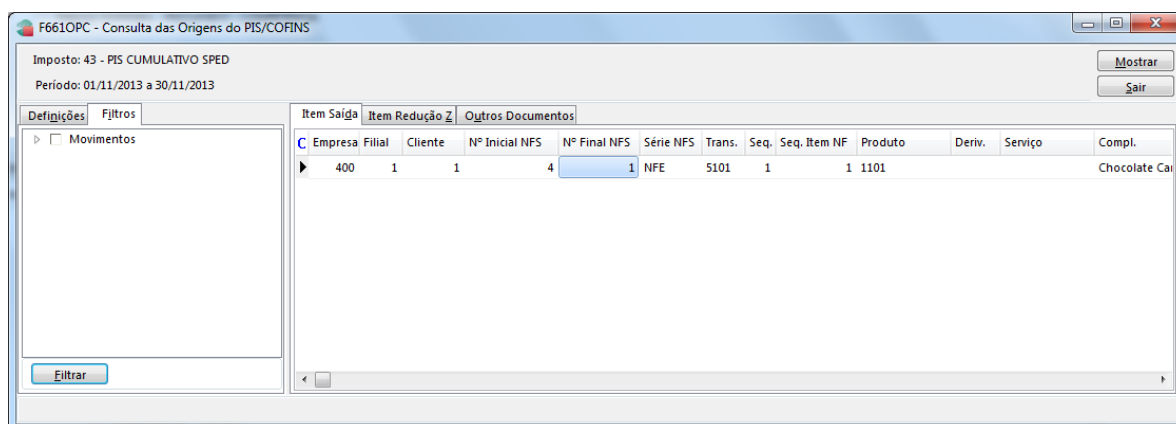 F661OPC - Consulta das Origens do PIS/COFINS
Imposto: 43 - PIS CUMULATIVO SPED
Mostrar
Período: 01/11/2013 a 30/11/2013
Sair
Definições Filtros Item Saída Item Redução Z Outros Documentos
Movimentos
C Empresa Filial Cliente Nº Inicial NFS Nº Final NFS Série NFS Trans. Seq. Seq. Item NF Produto Deriv. Serviço Compl.
400 1 1 4 1 NFE 5101 1 1 1101 Chocolate Car
Filtrar